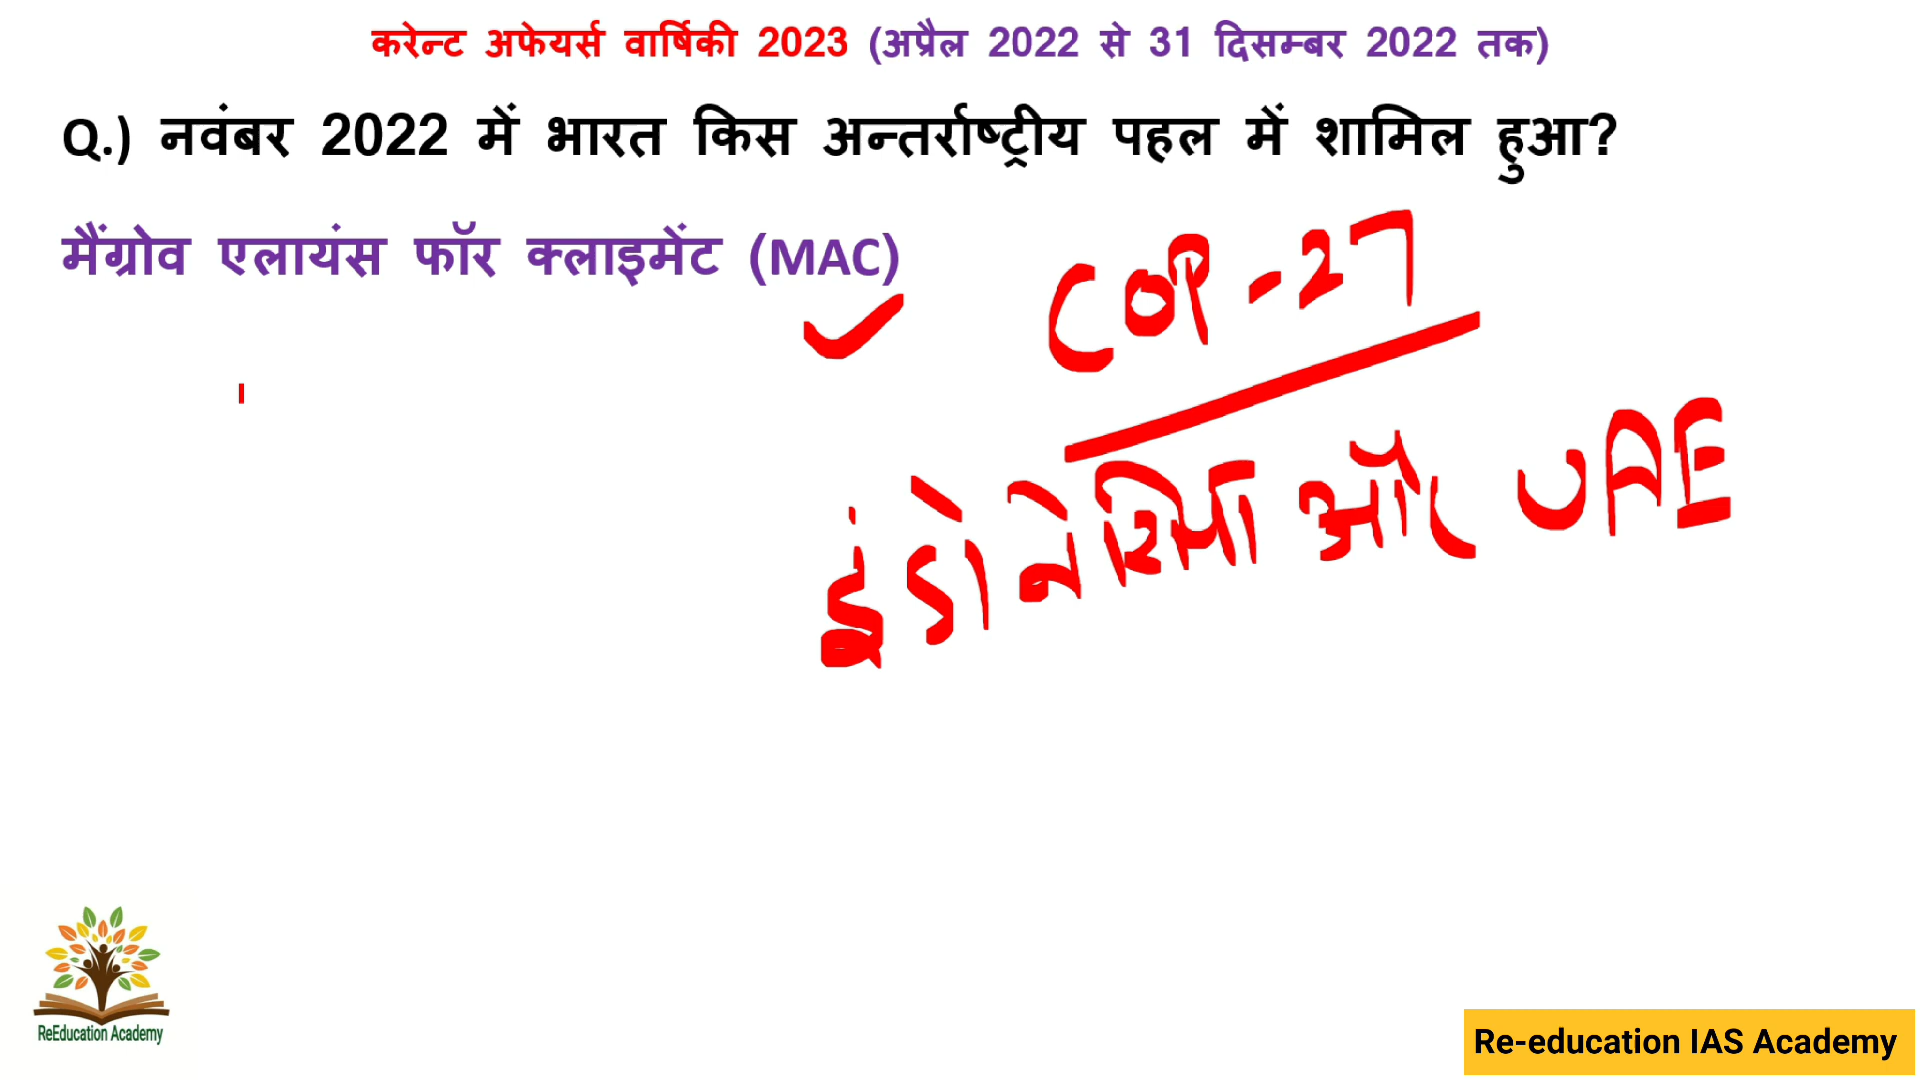 करेन्ट अफेयर्स वार्षिकी 2023 (अप्रैल 2022 से 31 दिसम्बर 2022 तक)
Q.) नवंबर 2022 में भारत किस अन्तर्राष्ट्रीय पहल में शामिल हुआ?
मैंग्रोव एलायंस फॉर क्लाइमेंट (MAC)
COP-27
इंडोनेशिया और UAE
ReEducation Academy
Re-education IAS Academy